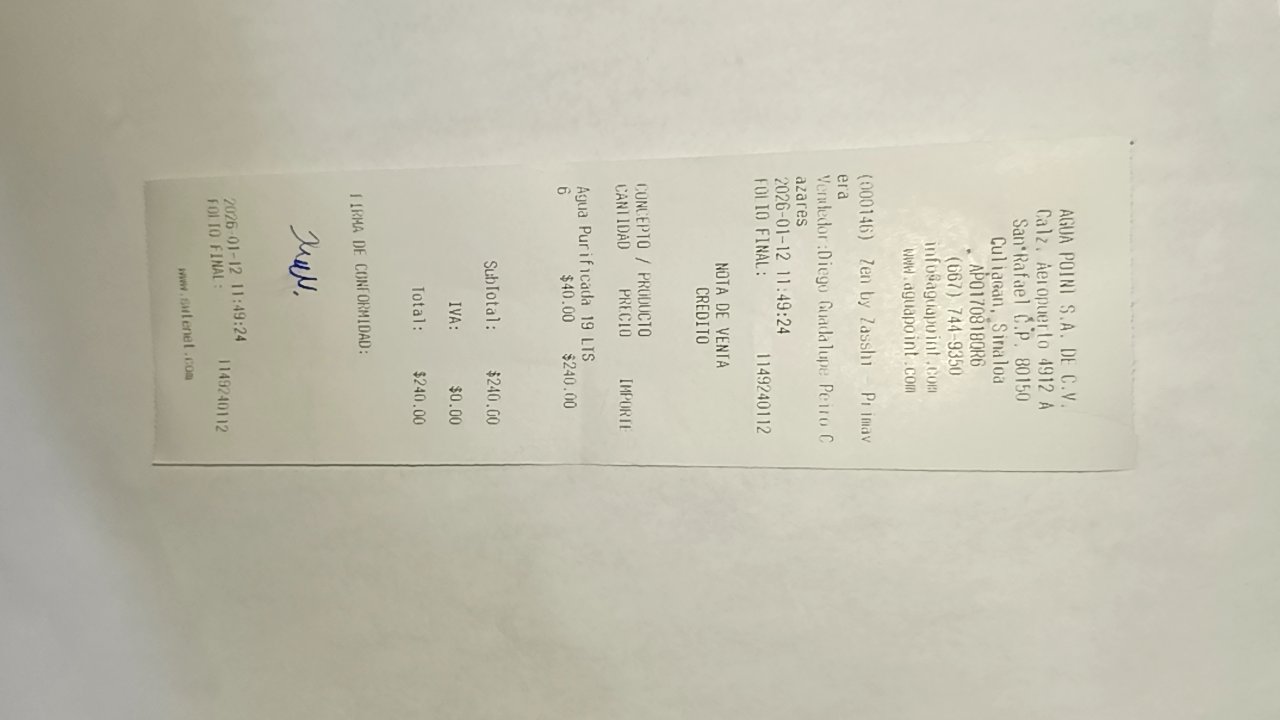 AGUA POINT S.A. DE C.V.
Calz. Aeropuerto 4912 A
San Rafael C.P. 80150
Culiacan, Sinaloa
APO170818QR6
(667) 744-9350
info@aguapoint.com
www.aguapoint.com
(000146) Zen by Zasshi - Primav
era
Vendedor:Diego Guadalupe Peiro C
azares
2026-01-12 11:49:24
FOLIO FINAL: 1149240112
NOTA DE VENTA
CREDITO
CONCEPTO / PRODUCTO
CANTIDAD PRECIO IMPORTE
Agua Purificada 19 LTS
6 $40.00 $240.00
SubTotal: $240.00
IVA: $0.00
Total: $240.00
FIRMA DE CONFORMIDAD:
2026-01-12 11:49:24
FOLIO FINAL: 1149240112